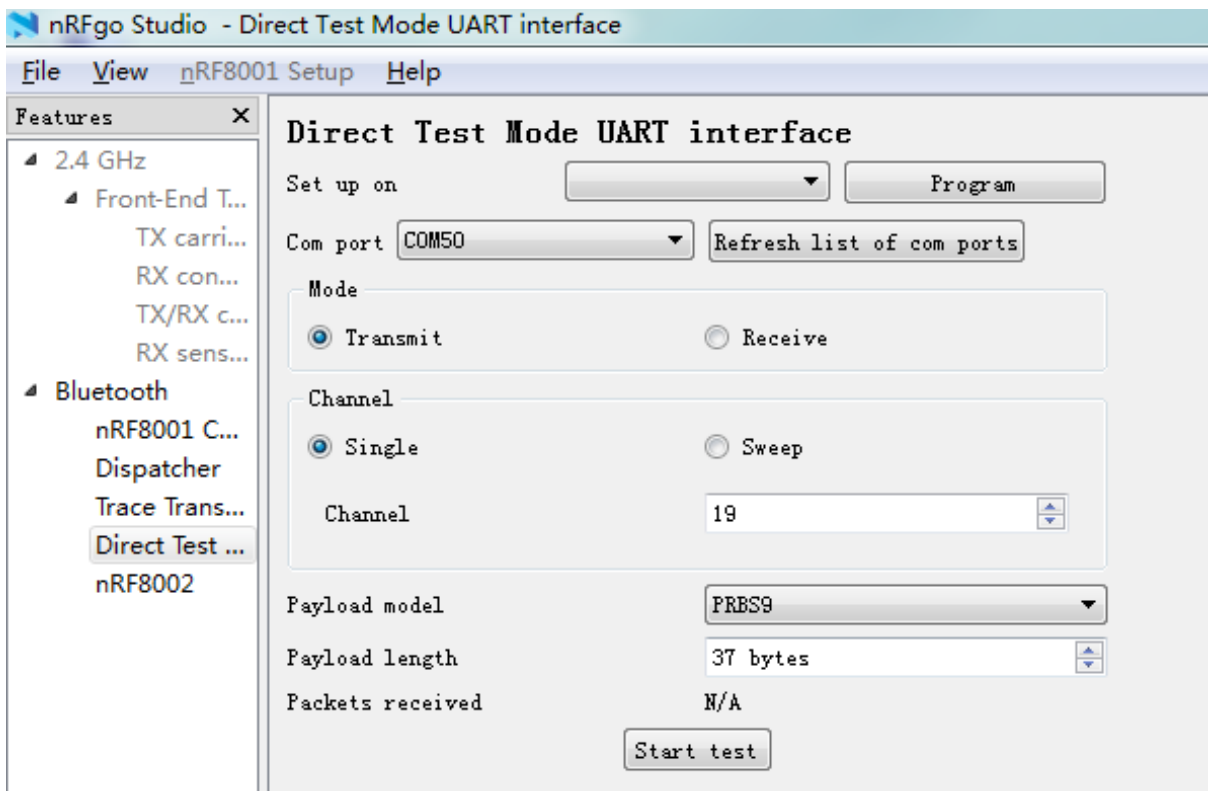 nRFgo Studio - Direct Test Mode UART interface
File View nRF8001 Setup Help
Features
2.4 GHz
Front-End T...
TX carri...
RX con...
TX/RX c...
RX sens...
Bluetooth
nRF8001 C...
Dispatcher
Trace Trans...
Direct Test ...
nRF8002
Direct Test Mode UART interface
Set up on Program
Com port COM50 Refresh list of com ports
Mode
Transmit Receive
Channel
Single Sweep
Channel 19
Payload model PRBS9
Payload length 37 bytes
Packets received N/A
Start test